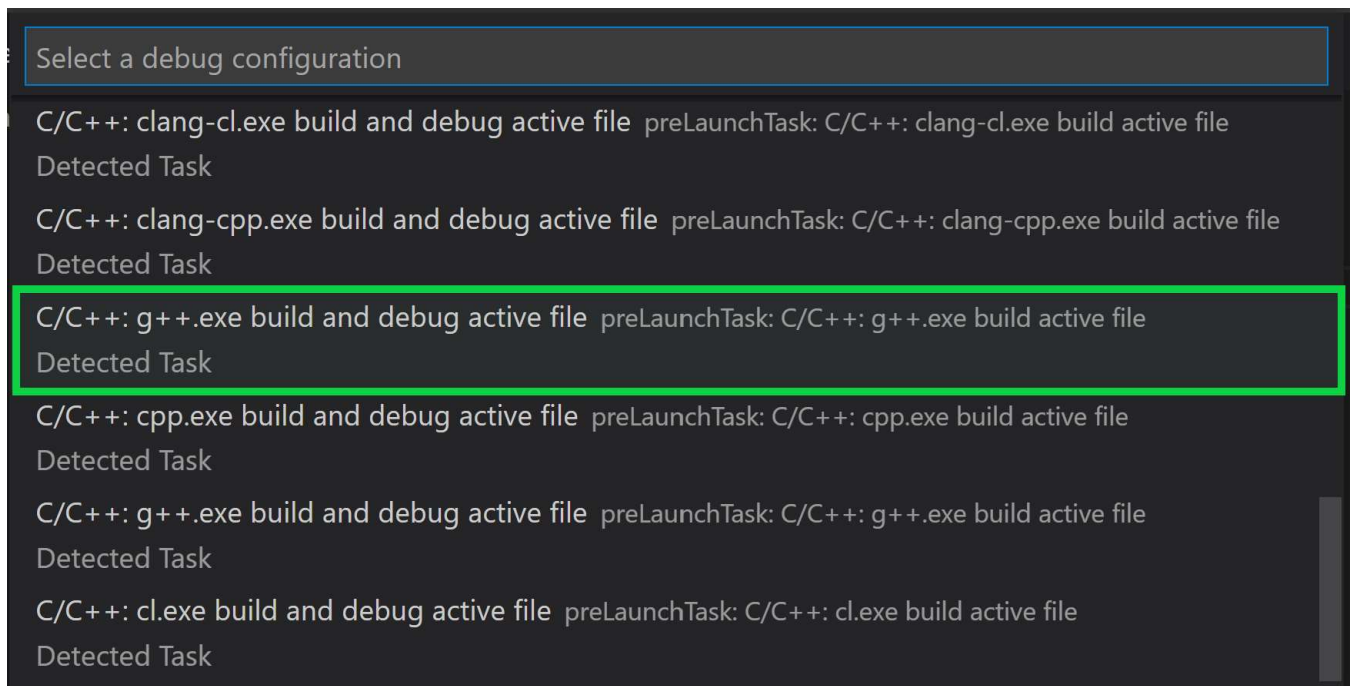 Select a debug configuration
C/C++: clang-cl.exe build and debug active file preLaunchTask: C/C++: clang-cl.exe build active file
Detected Task
C/C++: clang-cpp.exe build and debug active file preLaunchTask: C/C++: clang-cpp.exe build active file
Detected Task
C/C++: g++.exe build and debug active file preLaunchTask: C/C++: g++.exe build active file
Detected Task
C/C++: cpp.exe build and debug active file preLaunchTask: C/C++: cpp.exe build active file
Detected Task
C/C++: g++.exe build and debug active file preLaunchTask: C/C++: g++.exe build active file
Detected Task
C/C++: cl.exe build and debug active file preLaunchTask: C/C++: cl.exe build active file
Detected Task